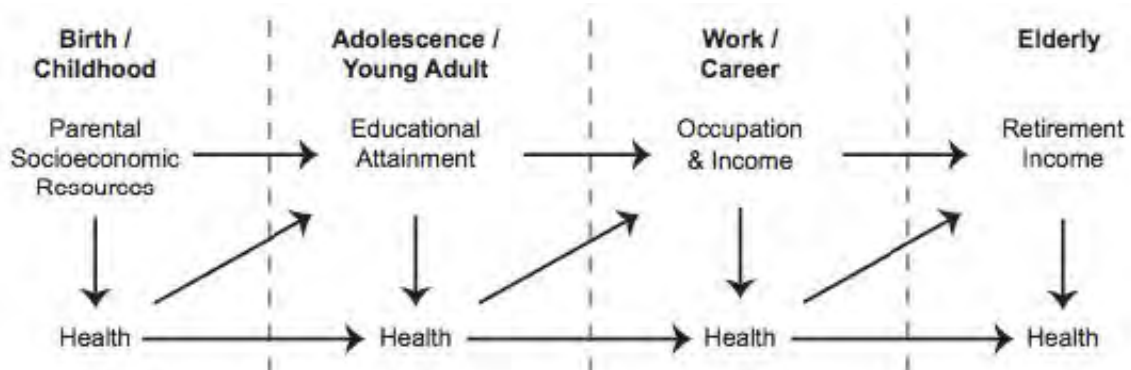 Birth /
Childhood
Adolescence /
Young Adult
Work /
Career
Elderly
Parental
Socioeconomic
Resources
Educational
Attainment
Occupation
& Income
Retirement
Income
Health
Health
Health
Health